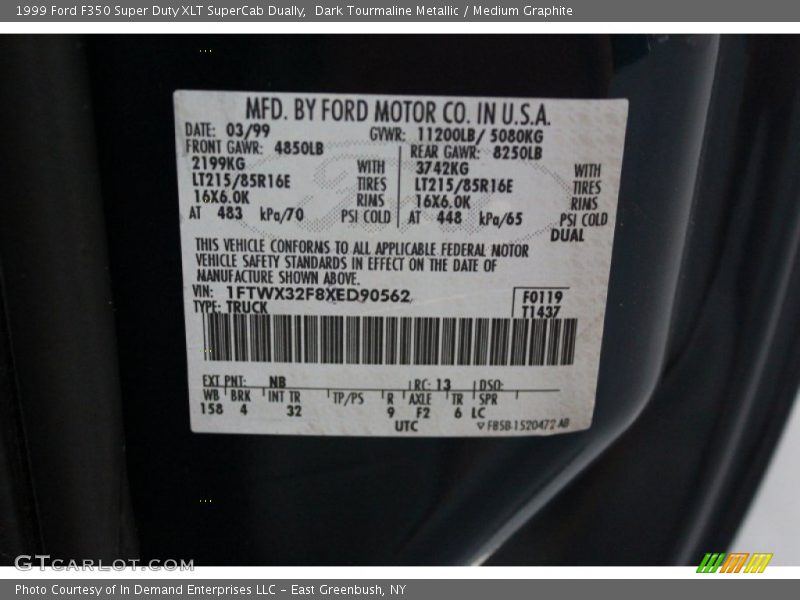 1999 Ford F350 Super Duty XLT SuperCab Dually, Dark Tourmaline Metallic / Medium Graphite
MFD. BY FORD MOTOR CO. IN U.S.A.
DATE: 03/99 GVWR: 11200LB/ 5080KG
FRONT GAWR: 4850LB REAR GAWR: 8250LB
2199KG WITH 3742KG WITH
LT215/85R16E TIRES LT215/85R16E TIRES
16X6.0K RIMS 16X6.0K RIMS
AT 483 kPa/70 PSI COLD AT 448 kPa/65 PSI COLD
DUAL
THIS VEHICLE CONFORMS TO ALL APPLICABLE FEDERAL MOTOR
VEHICLE SAFETY STANDARDS IN EFFECT ON THE DATE OF
MANUFACTURE SHOWN ABOVE.
VIN: 1FTWX32F8XED90562 F0119
TYPE: TRUCK T1437
EXT PNT: NB RC: 13 DSO:
WB BRK INT TR TP/PS R AXLE TR SPR
158 4 32 9 F2 6 LC
UTC ▽ F85B-1520472-AB
GTCARLOT.COM
Photo Courtesy of In Demand Enterprises LLC – East Greenbush, NY